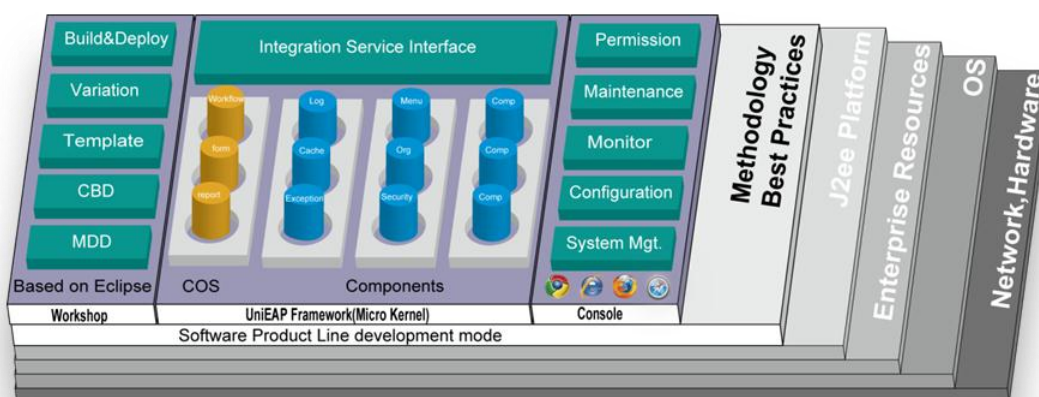 Build&Deploy
Variation
Template
CBD
MDD
Based on Eclipse
Workshop
Integration Service Interface
Workflow
form
report
COS
Log
Cache
Exception
Menu
Org
Security
Comp
Comp
Comp
Components
UniEAP Framework(Micro Kernel)
Permission
Maintenance
Monitor
Configuration
System Mgt.
Console
Software Product Line development mode
Methodology
Best Practices
J2ee Platform
Enterprise Resources
OS
Network,Hardware